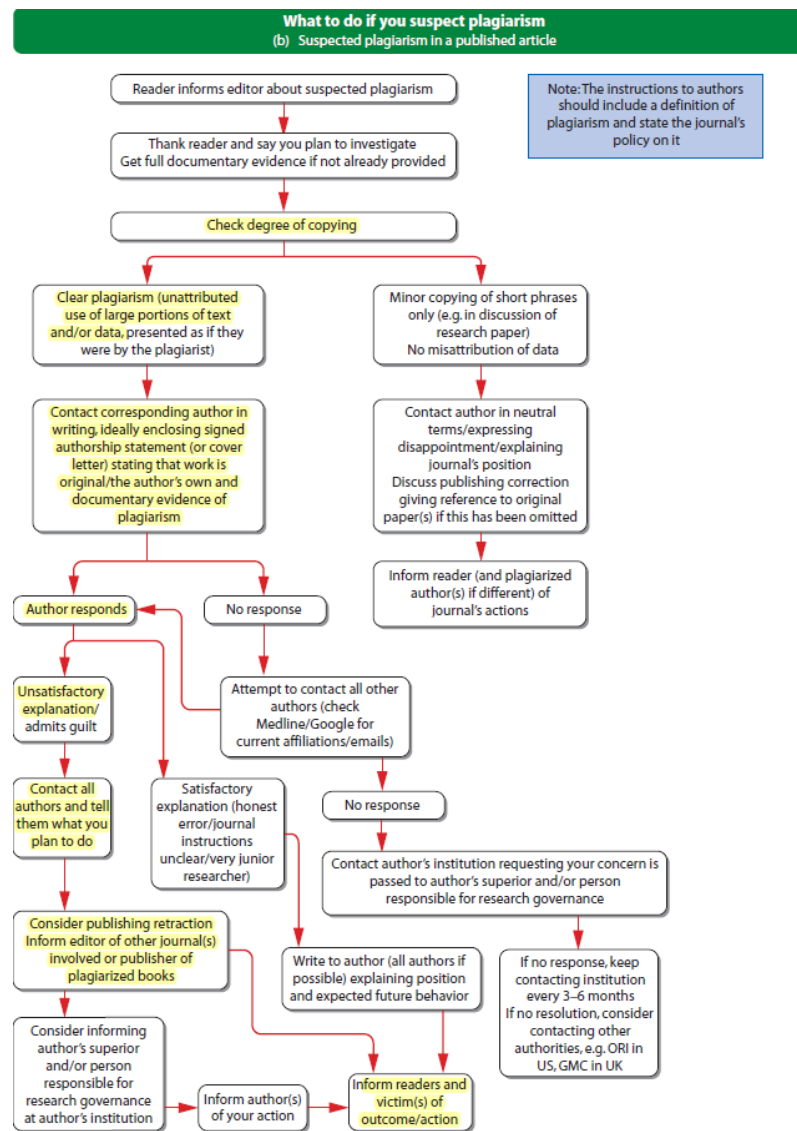 What to do if you suspect plagiarism
(b) Suspected plagiarism in a published article
Reader informs editor about suspected plagiarism
Note: The instructions to authors
should include a definition of
plagiarism and state the journal's
policy on it
Thank reader and say you plan to investigate
Get full documentary evidence if not already provided
Check degree of copying
Clear plagiarism (unattributed
use of large portions of text
and/or data, presented as if they
were by the plagiarist)
Minor copying of short phrases
only (e.g. in discussion of
research paper)
No misattribution of data
Contact corresponding author in
writing, ideally enclosing signed
authorship statement (or cover
letter) stating that work is
original/the author's own and
documentary evidence of
plagiarism
Contact author in neutral
terms/expressing
disappointment/explaining
journal's position
Discuss publishing correction
giving reference to original
paper(s) if this has been omitted
Inform reader (and plagiarized
author(s) if different) of
journal's actions
Author responds
No response
Unsatisfactory
explanation/
admits guilt
Attempt to contact all other
authors (check
Medline/Google for
current affiliations/emails)
Contact all
authors and tell
them what you
plan to do
Satisfactory
explanation (honest
error/journal
instructions
unclear/very junior
researcher)
No response
Contact author's institution requesting your concern is
passed to author's superior and/or person
responsible for research governance
Consider publishing retraction
Inform editor of other journal(s)
involved or publisher of
plagiarized books
Write to author (all authors if
possible) explaining position
and expected future behavior
If no response, keep
contacting institution
every 3–6 months
If no resolution, consider
contacting other
authorities, e.g. ORI in
US, GMC in UK
Consider informing
author's superior
and/or person
responsible for
research governance
at author's institution
Inform author(s)
of your action
Inform readers and
victim(s) of
outcome/action